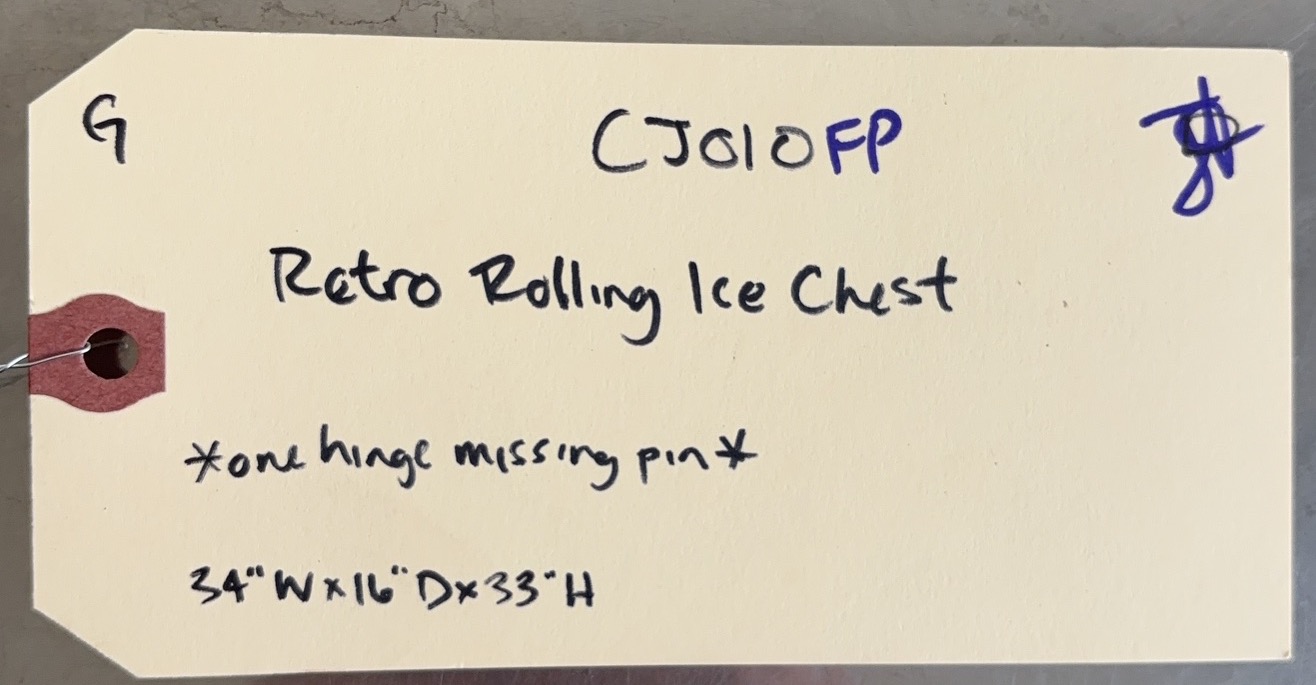 G CJ010FP
Retro Rolling Ice Chest
*one hinge missing pin*
34"W x 16"D x 33"H